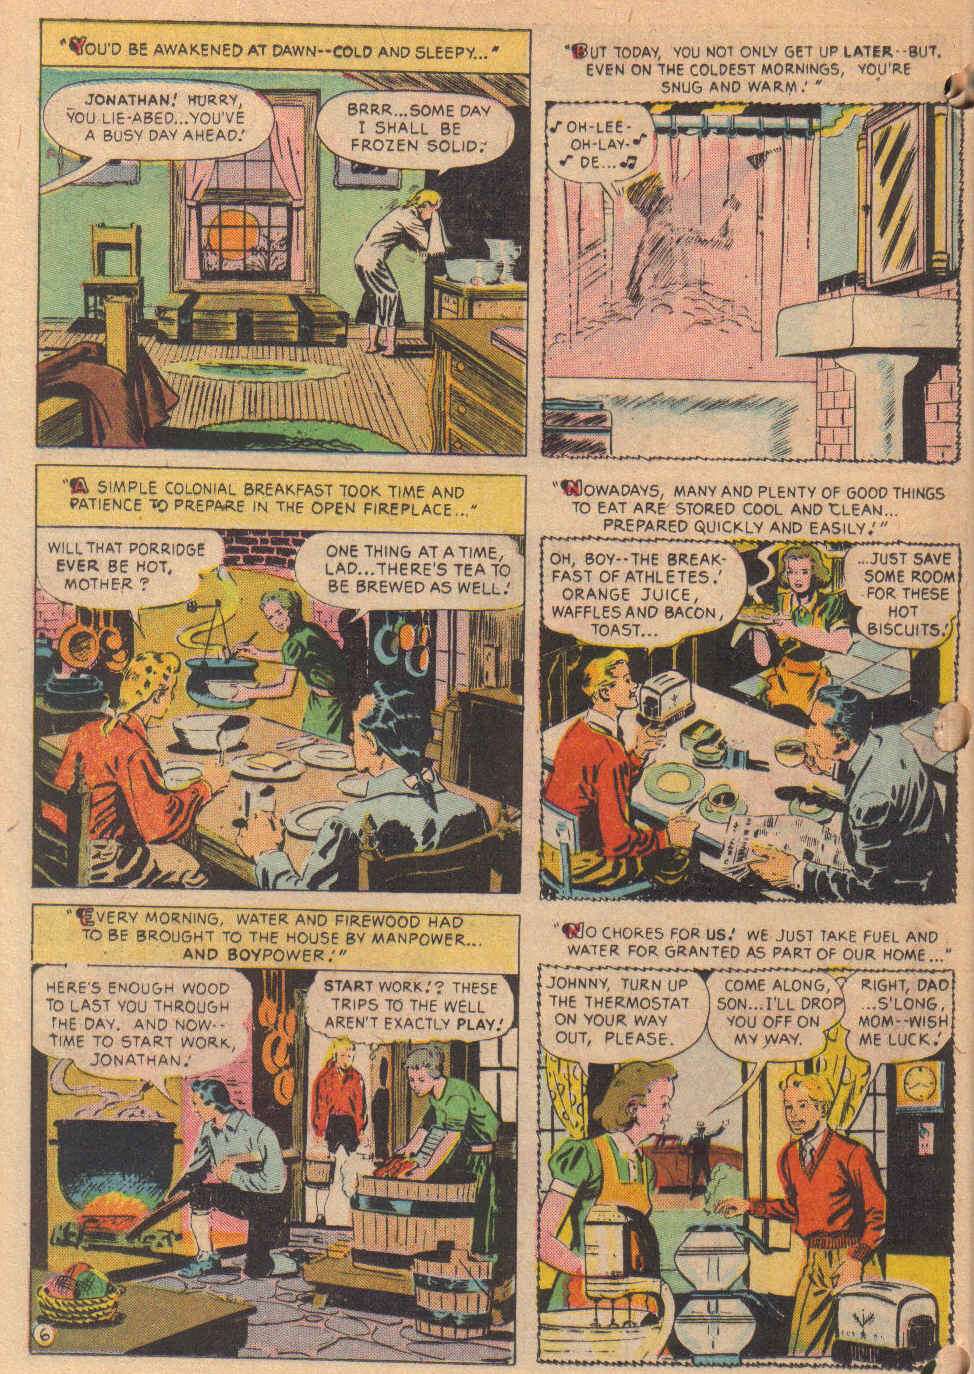 "YOU'D BE AWAKENED AT DAWN--COLD AND SLEEPY..."
JONATHAN! HURRY,
YOU LIE-ABED...YOU'VE
A BUSY DAY AHEAD!
BRRR...SOME DAY
I SHALL BE
FROZEN SOLID!
"BUT TODAY, YOU NOT ONLY GET UP LATER--BUT,
EVEN ON THE COLDEST MORNINGS, YOU'RE
SNUG AND WARM!"
♪ OH-LEE-
OH-LAY-♪
♪ DE...♫
"A SIMPLE COLONIAL BREAKFAST TOOK TIME AND
PATIENCE TO PREPARE IN THE OPEN FIREPLACE..."
WILL THAT PORRIDGE
EVER BE HOT,
MOTHER?
ONE THING AT A TIME,
LAD...THERE'S TEA TO
BE BREWED AS WELL!
"NOWADAYS, MANY AND PLENTY OF GOOD THINGS
TO EAT ARE STORED COOL AND CLEAN...
PREPARED QUICKLY AND EASILY!"
OH, BOY--THE BREAK-
FAST OF ATHLETES!
ORANGE JUICE,
WAFFLES AND BACON,
TOAST...
...JUST SAVE
SOME ROOM
FOR THESE
HOT
BISCUITS!
"EVERY MORNING, WATER AND FIREWOOD HAD
TO BE BROUGHT TO THE HOUSE BY MANPOWER...
AND BOYPOWER!"
HERE'S ENOUGH WOOD
TO LAST YOU THROUGH
THE DAY. AND NOW--
TIME TO START WORK,
JONATHAN!
START WORK!? THESE
TRIPS TO THE WELL
AREN'T EXACTLY PLAY!
6
"NO CHORES FOR US! WE JUST TAKE FUEL AND
WATER FOR GRANTED AS PART OF OUR HOME..."
JOHNNY, TURN UP
THE THERMOSTAT
ON YOUR WAY
OUT, PLEASE.
COME ALONG,
SON...I'LL DROP
YOU OFF ON
MY WAY.
RIGHT, DAD
...S'LONG,
MOM--WISH
ME LUCK!